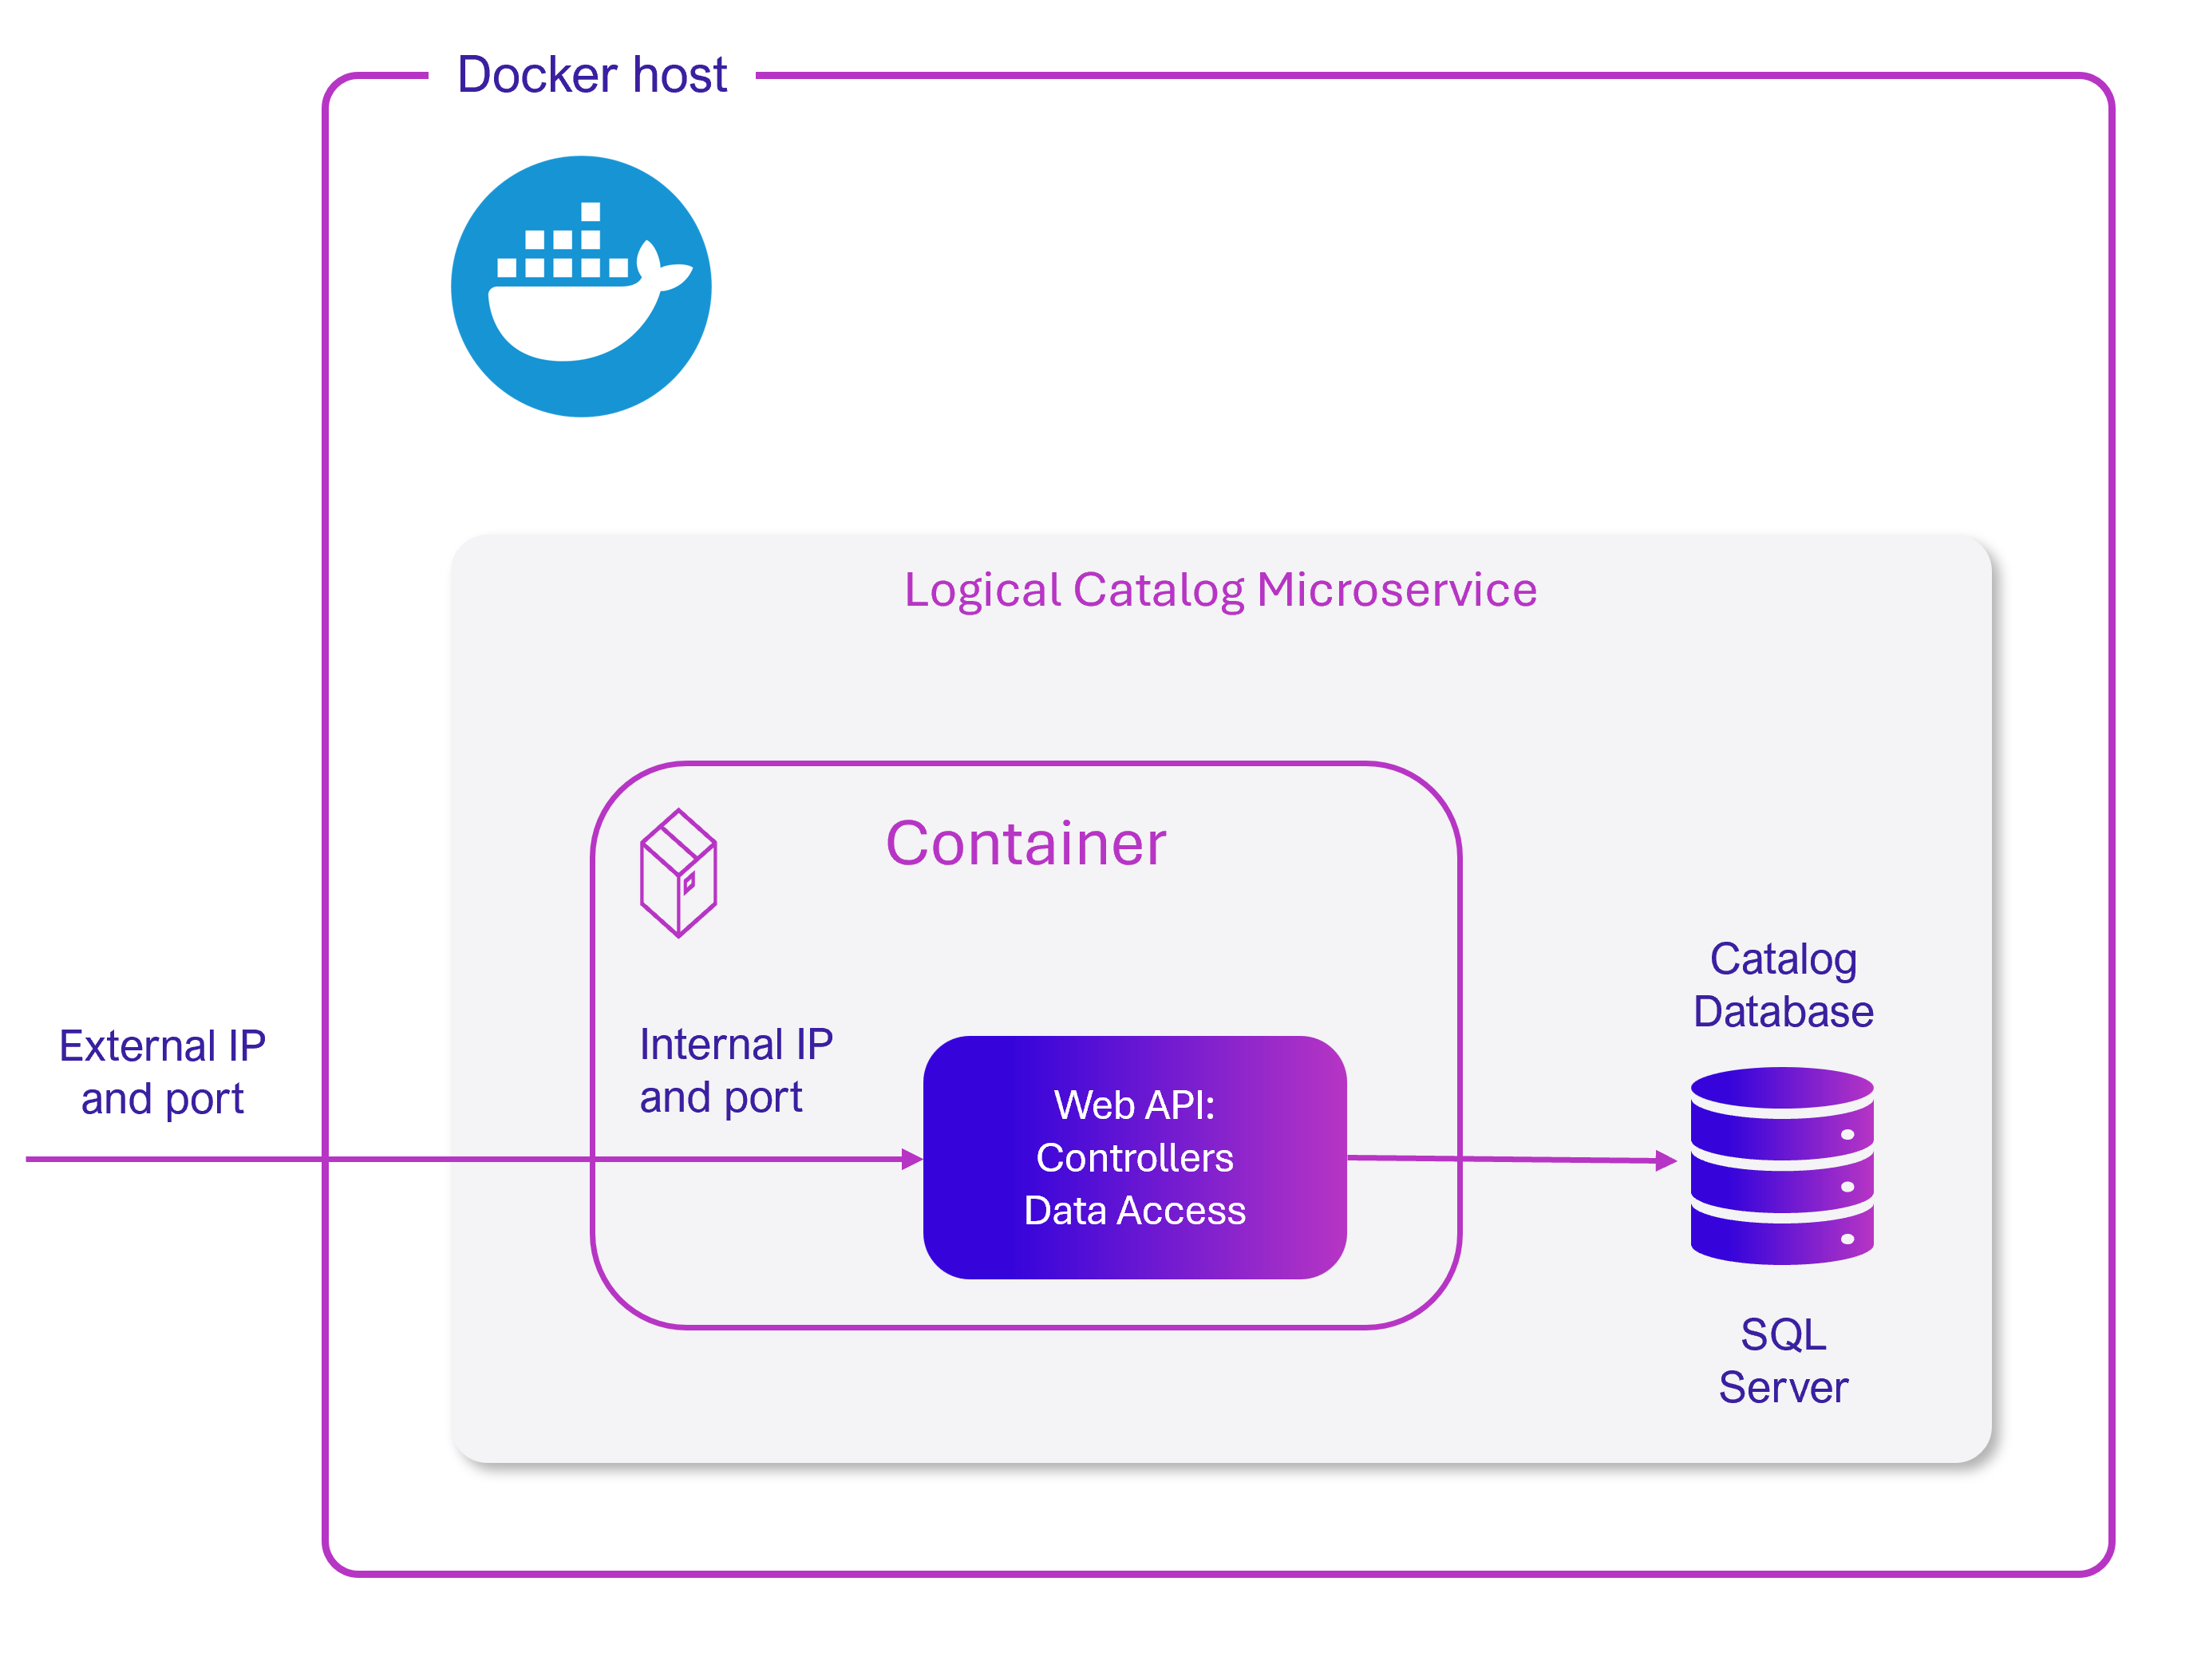 Docker host
Logical Catalog Microservice
Container
External IP
and port
Internal IP
and port
Web API:
Controllers
Data Access
Catalog
Database
SQL
Server